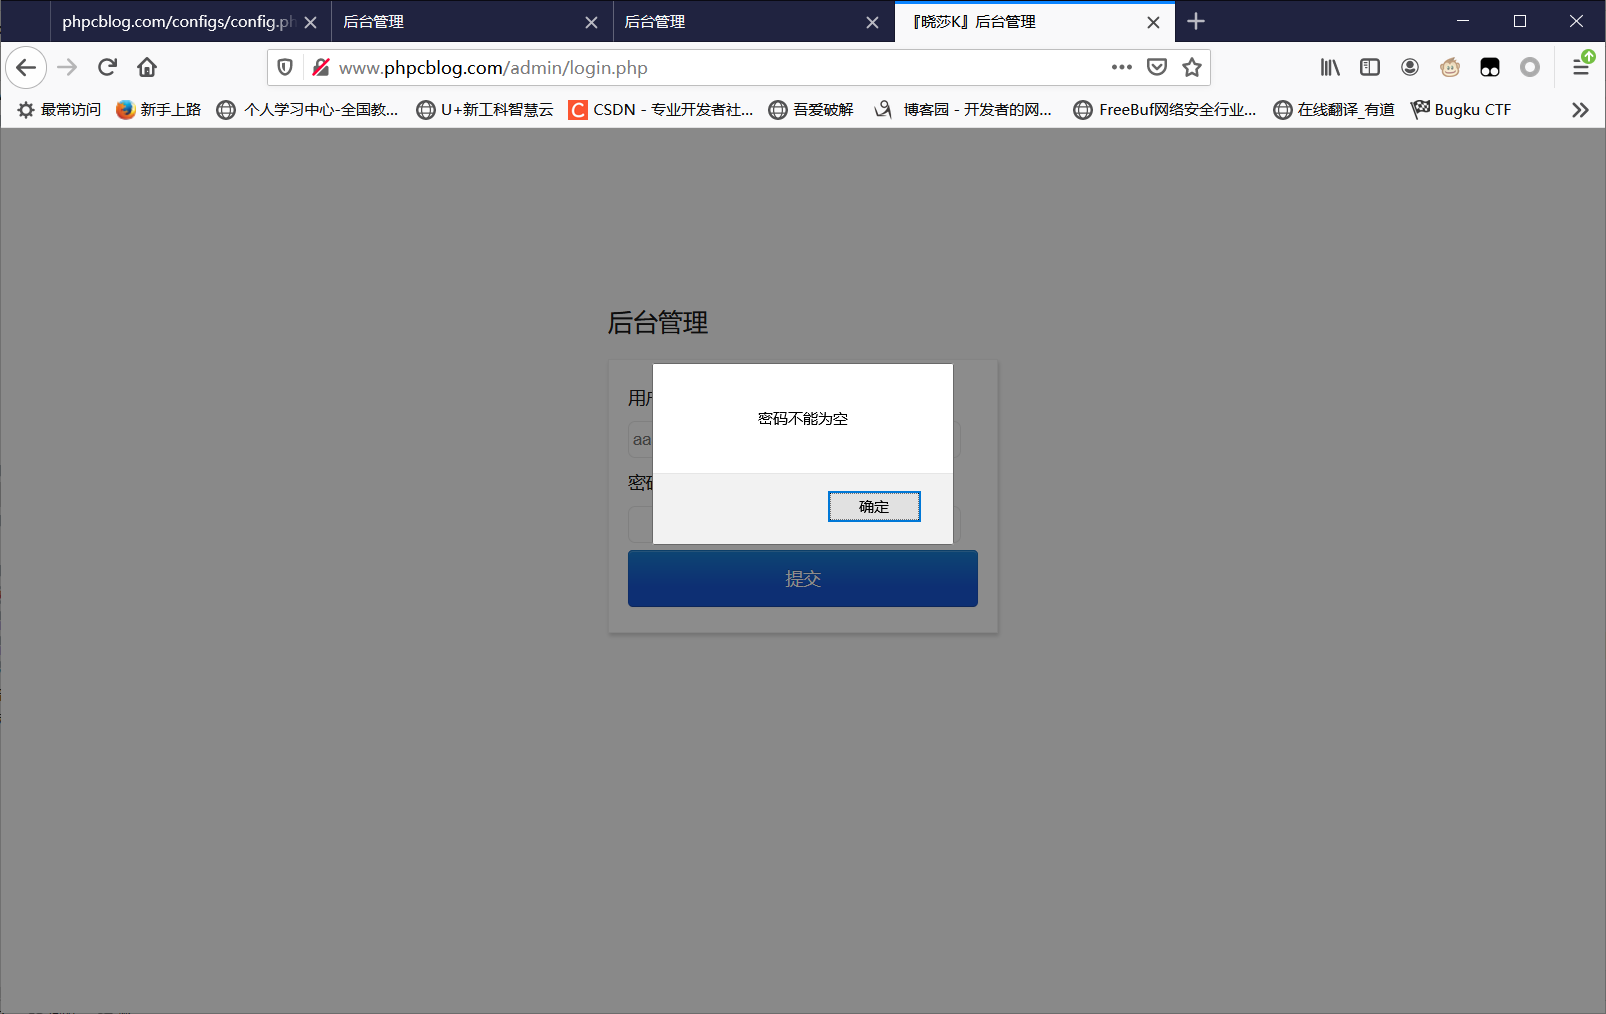 phpcblog.com/configs/config.ph
后台管理
后台管理
『晓莎K』后台管理
www.phpcblog.com/admin/login.php
最常访问
新手上路
个人学习中心-全国教...
U+新工科智慧云
CSDN - 专业开发者社...
吾爱破解
博客园 - 开发者的网...
FreeBuf网络安全行业...
在线翻译_有道
Bugku CTF
后台管理
用户
aa
密码
密码不能为空
确定
提交